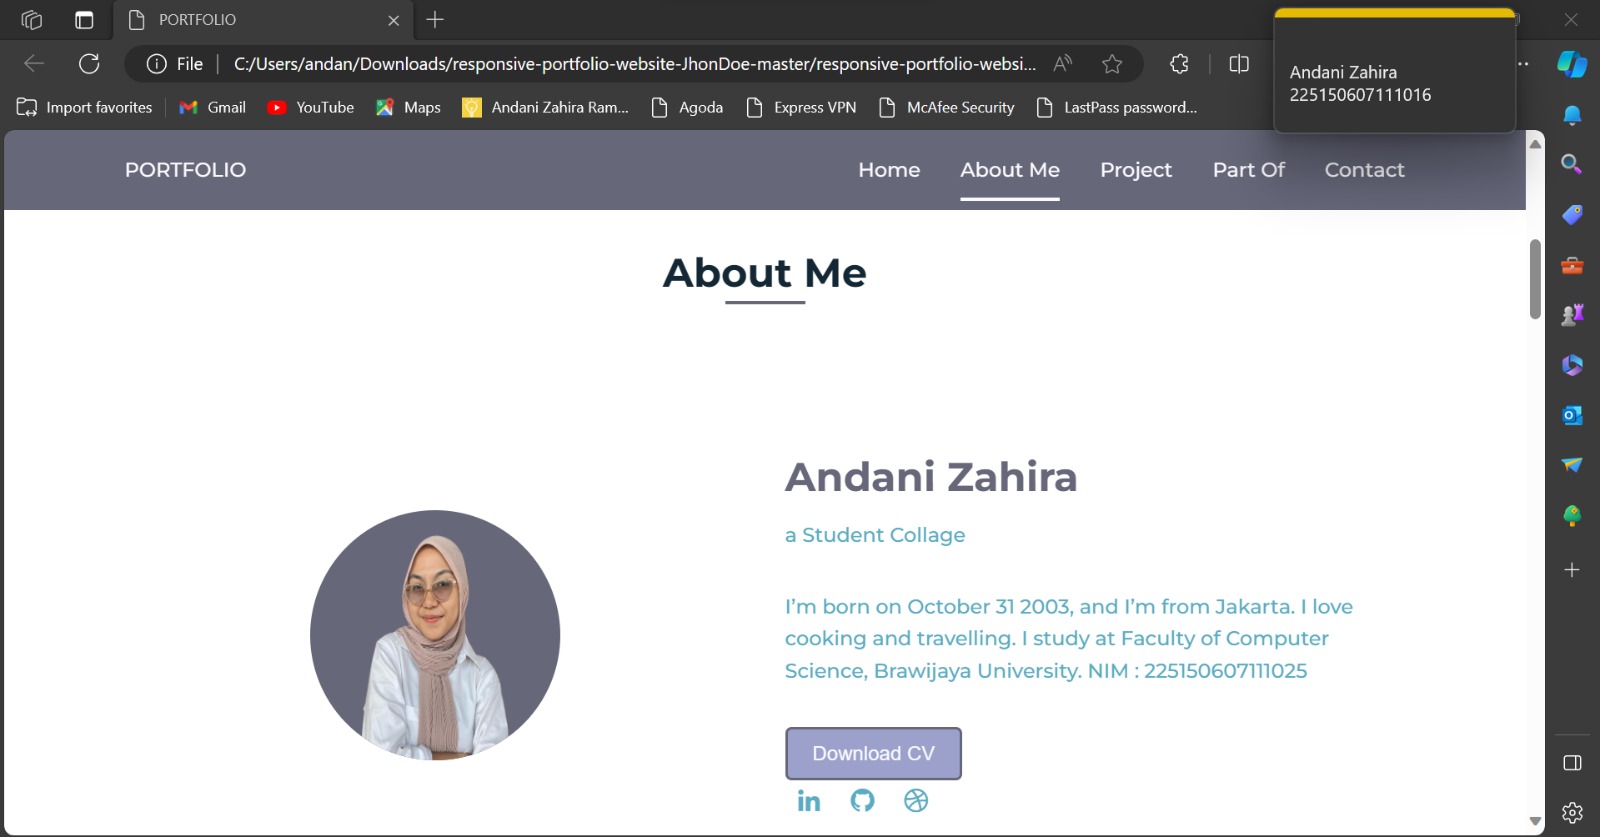 PORTFOLIO
File
C:/Users/andan/Downloads/responsive-portfolio-website-JhonDoe-master/responsive-portfolio-websi...
Andani Zahira
225150607111016
Import favorites
Gmail
YouTube
Maps
Andani Zahira Ram...
Agoda
Express VPN
McAfee Security
LastPass password...
PORTFOLIO
Home
About Me
Project
Part Of
Contact
About Me
Andani Zahira
a Student Collage
I’m born on October 31 2003, and I’m from Jakarta. I love
cooking and travelling. I study at Faculty of Computer
Science, Brawijaya University. NIM : 225150607111025
Download CV